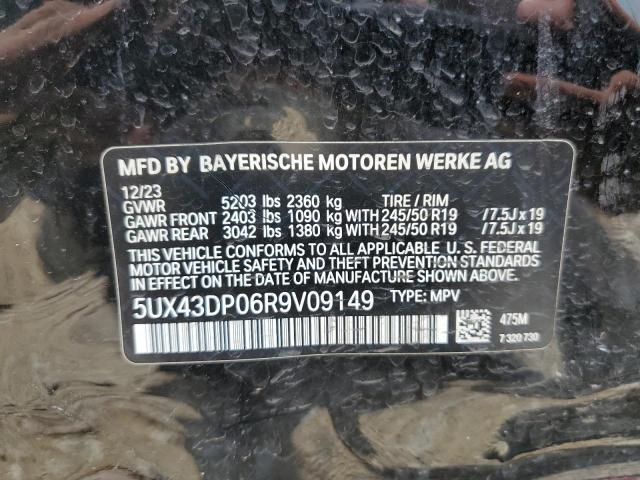 MFD BY BAYERISCHE MOTOREN WERKE AG
12/23
GVWR 5203 lbs 2360 kg TIRE / RIM
GAWR FRONT 2403 lbs 1090 kg WITH 245/50 R19 / 7.5J x 19
GAWR REAR 3042 lbs 1380 kg WITH 245/50 R19 / 7.5J x 19
THIS VEHICLE CONFORMS TO ALL APPLICABLE U. S. FEDERAL
MOTOR VEHICLE SAFETY AND THEFT PREVENTION STANDARDS
IN EFFECT ON THE DATE OF MANUFACTURE SHOWN ABOVE.
5UX43DP06R9V09149 TYPE: MPV
475M
7 320 730